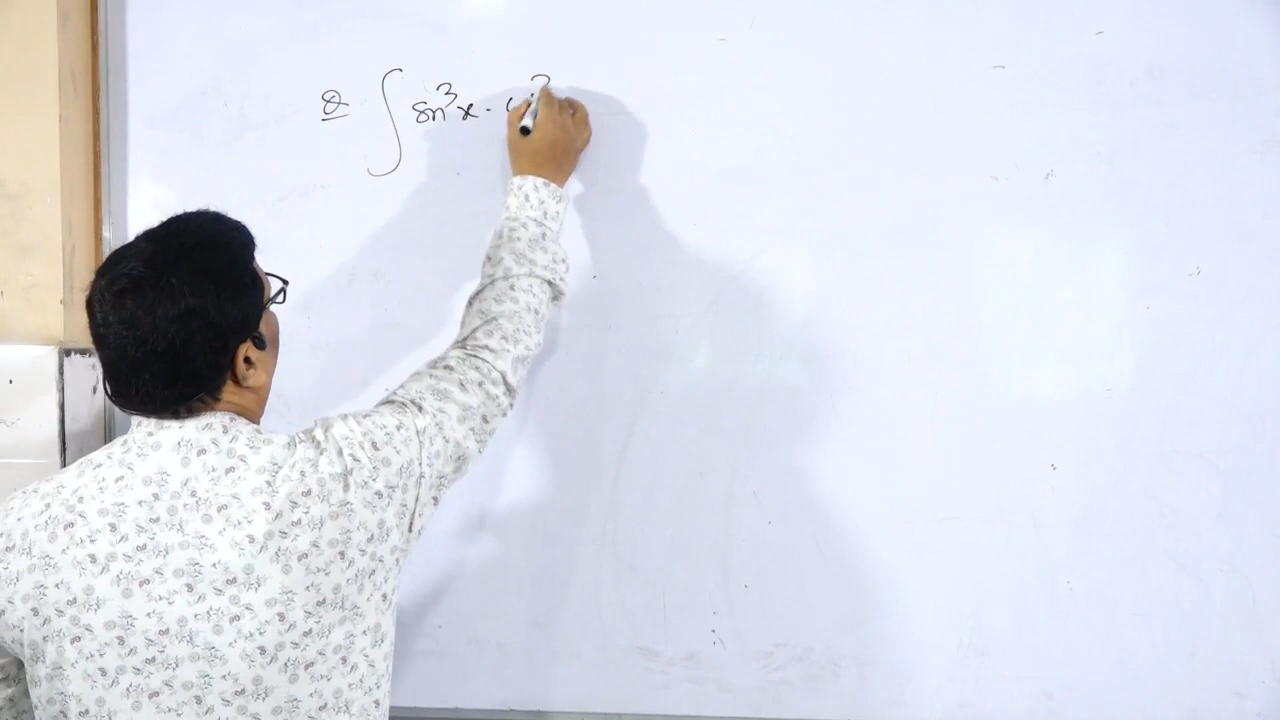 Q ∫ sin³x ·